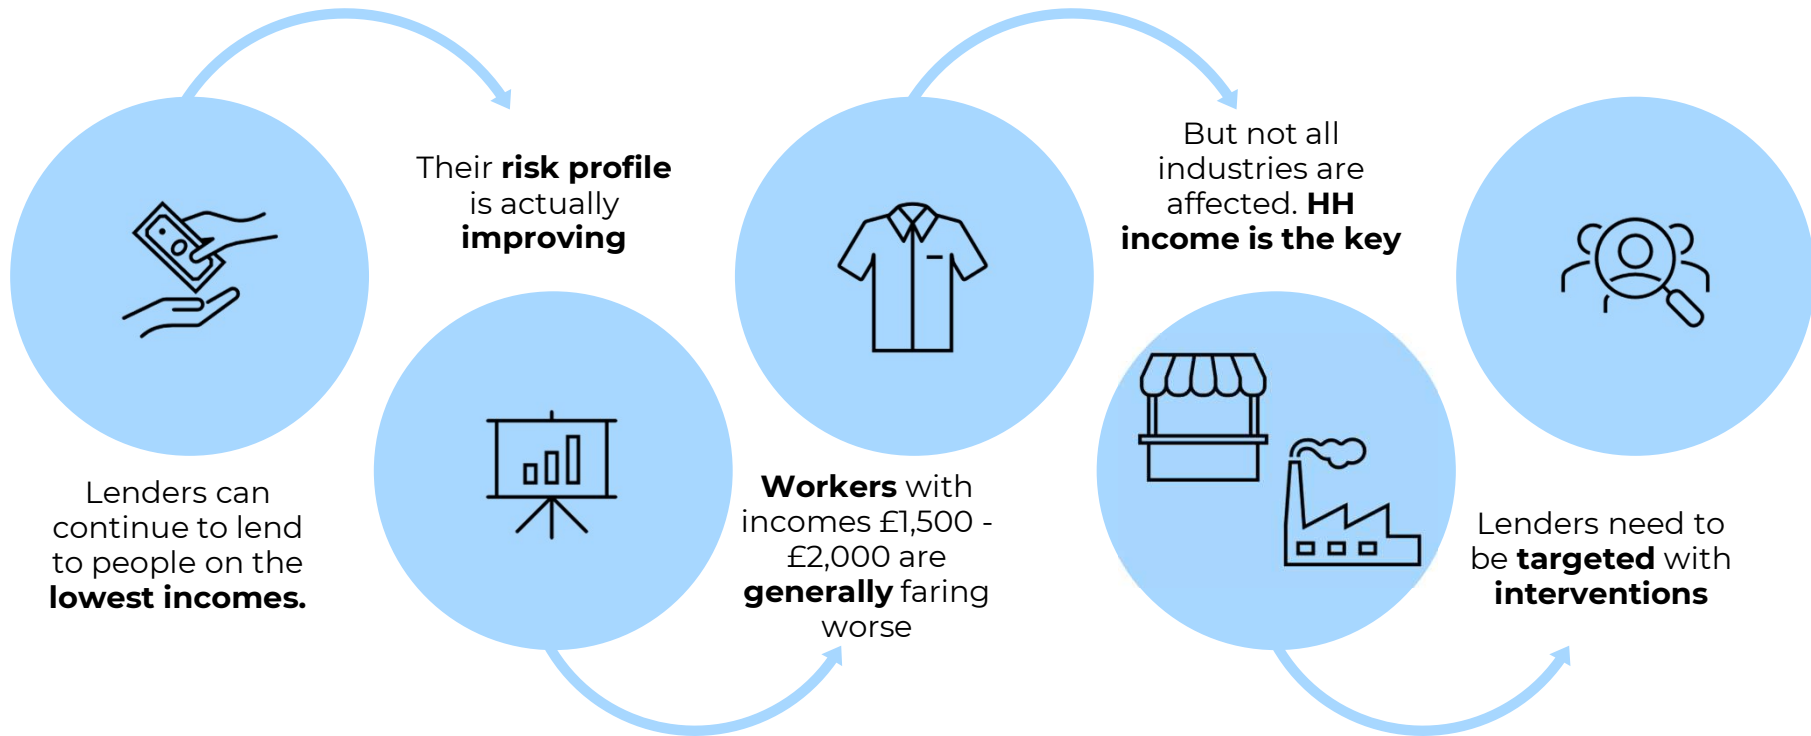 Lenders can
continue to lend
to people on the
lowest incomes.
Their risk profile
is actually
improving
Workers with
incomes £1,500 -
£2,000 are
generally faring
worse
But not all
industries are
affected. HH
income is the key
Lenders need to
be targeted with
interventions